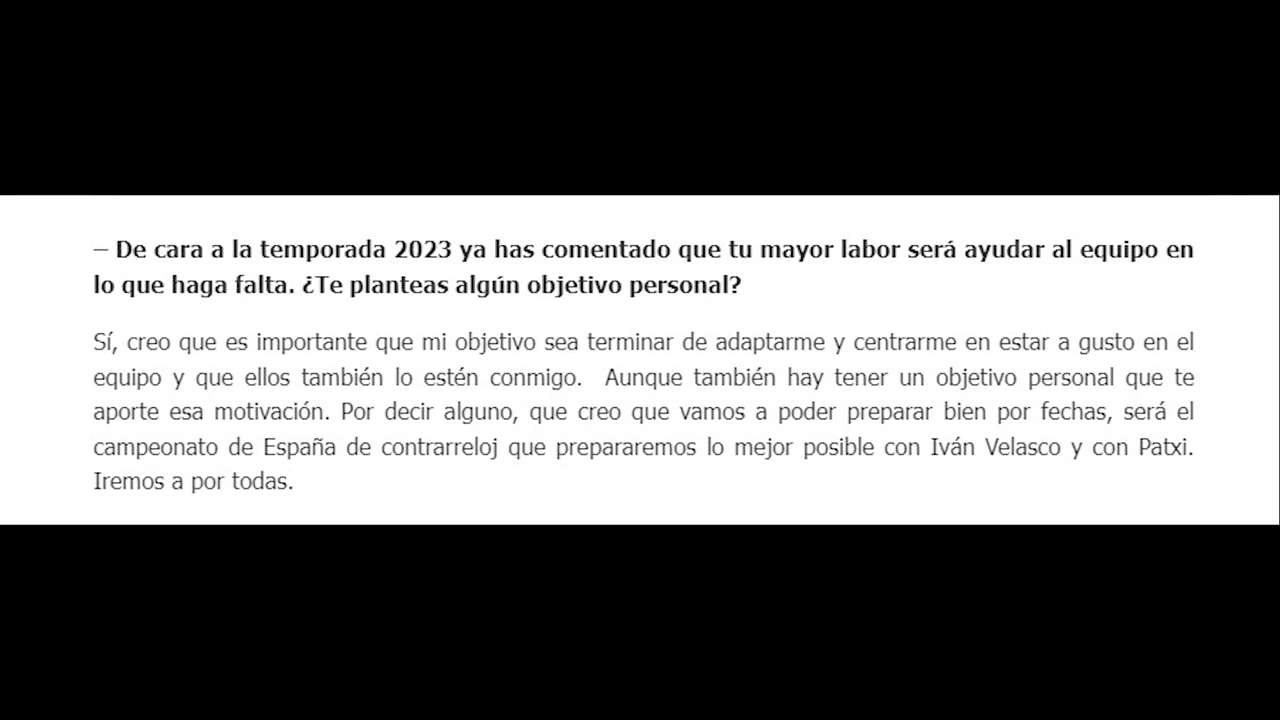 – De cara a la temporada 2023 ya has comentado que tu mayor labor será ayudar al equipo en
lo que haga falta. ¿Te planteas algún objetivo personal?
Sí, creo que es importante que mi objetivo sea terminar de adaptarme y centrarme en estar a gusto en el
equipo y que ellos también lo estén conmigo.  Aunque también hay tener un objetivo personal que te
aporte esa motivación. Por decir alguno, que creo que vamos a poder preparar bien por fechas, será el
campeonato de España de contrarreloj que prepararemos lo mejor posible con Iván Velasco y con Patxi.
Iremos a por todas.